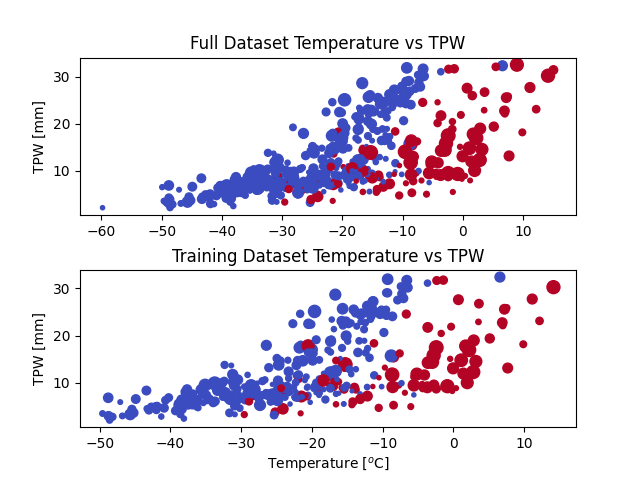 Full Dataset Temperature vs TPW
30
20
10
TPW [mm]
−60 −50 −40 −30 −20 −10 0 10
Training Dataset Temperature vs TPW
30
20
10
TPW [mm]
−50 −40 −30 −20 −10 0 10
Temperature [°C]